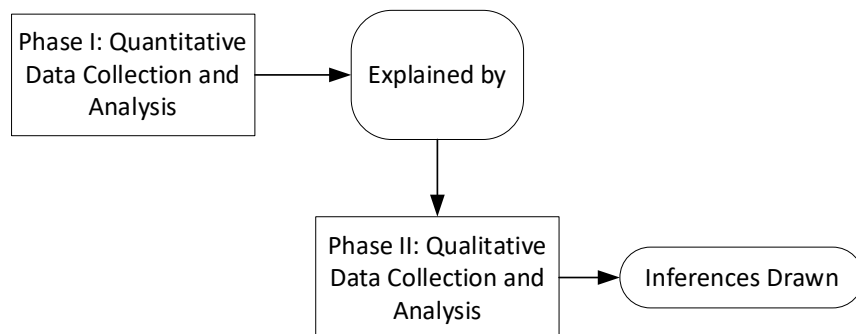 Phase I: Quantitative
Data Collection and
Analysis
Explained by
Phase II: Qualitative
Data Collection and
Analysis
Inferences Drawn